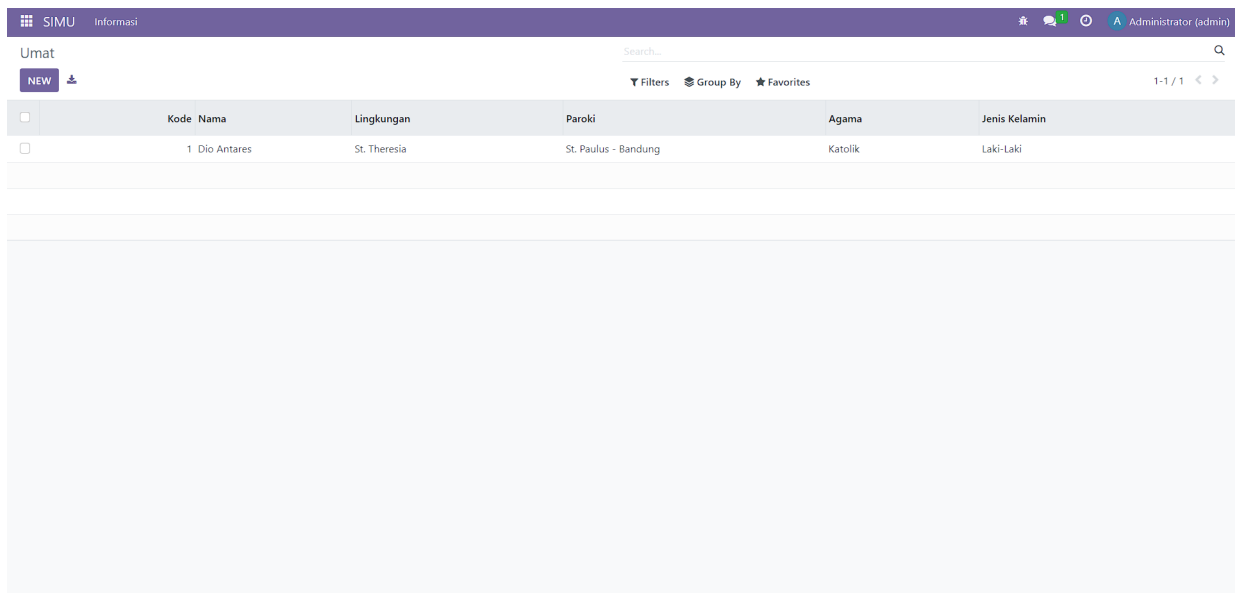 SIMU Informasi 1 A Administrator (admin)
Umat Search...
NEW Filters Group By Favorites 1-1 / 1
Kode Nama Lingkungan Paroki Agama Jenis Kelamin
1 Dio Antares St. Theresia St. Paulus - Bandung Katolik Laki-Laki